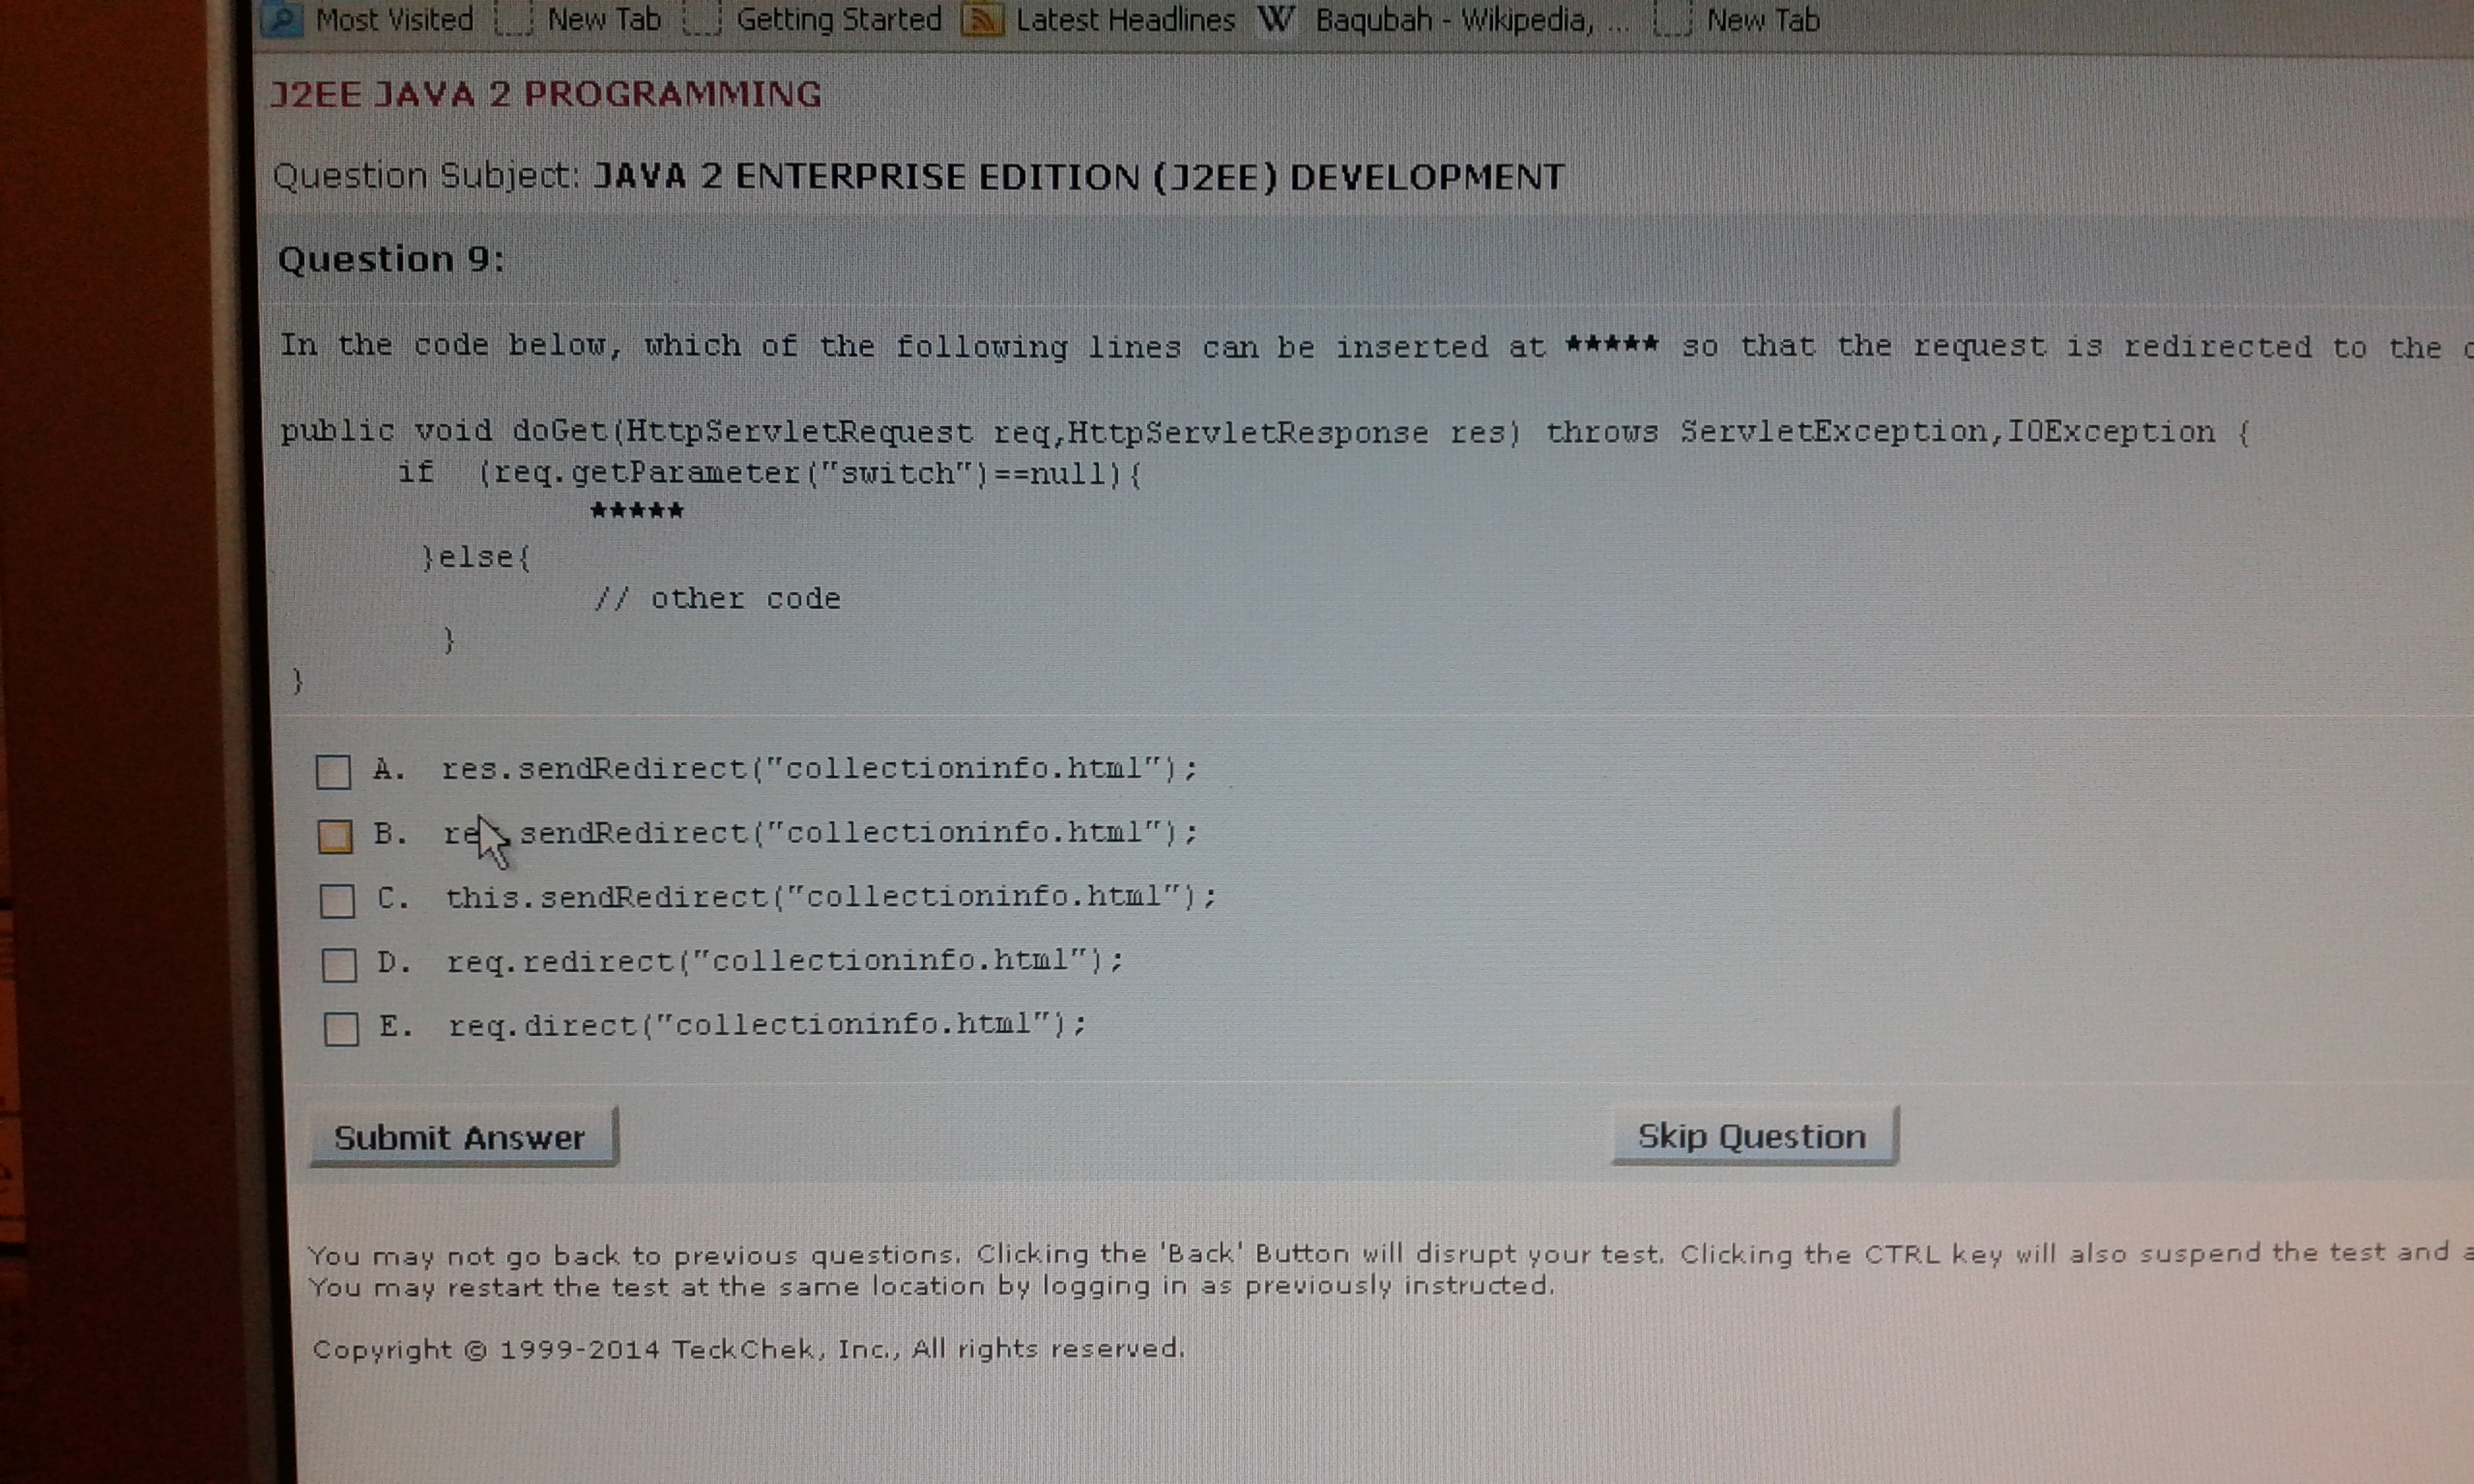 Most Visited New Tab Getting Started Latest Headlines W Baqubah - Wikipedia, ... New Tab
J2EE JAVA 2 PROGRAMMING
Question Subject: JAVA 2 ENTERPRISE EDITION (J2EE) DEVELOPMENT
Question 9:
In the code below, which of the following lines can be inserted at ***** so that the request is redirected to the
public void doGet(HttpServletRequest req,HttpServletResponse res) throws ServletException,IOException {
if (req.getParameter("switch")==null){
*****
}else{
// other code
}
}
A. res.sendRedirect("collectioninfo.html");
B. sendRedirect("collectioninfo.html");
C. this.sendRedirect("collectioninfo.html");
D. req.redirect("collectioninfo.html");
E. req.direct("collectioninfo.html");
Submit Answer Skip Question
You may not go back to previous questions. Clicking the 'Back' Button will disrupt your test. Clicking the CTRL key will also suspend the test and
You may restart the test at the same location by logging in as previously instructed.
Copyright © 1999-2014 TeckChek, Inc., All rights reserved.